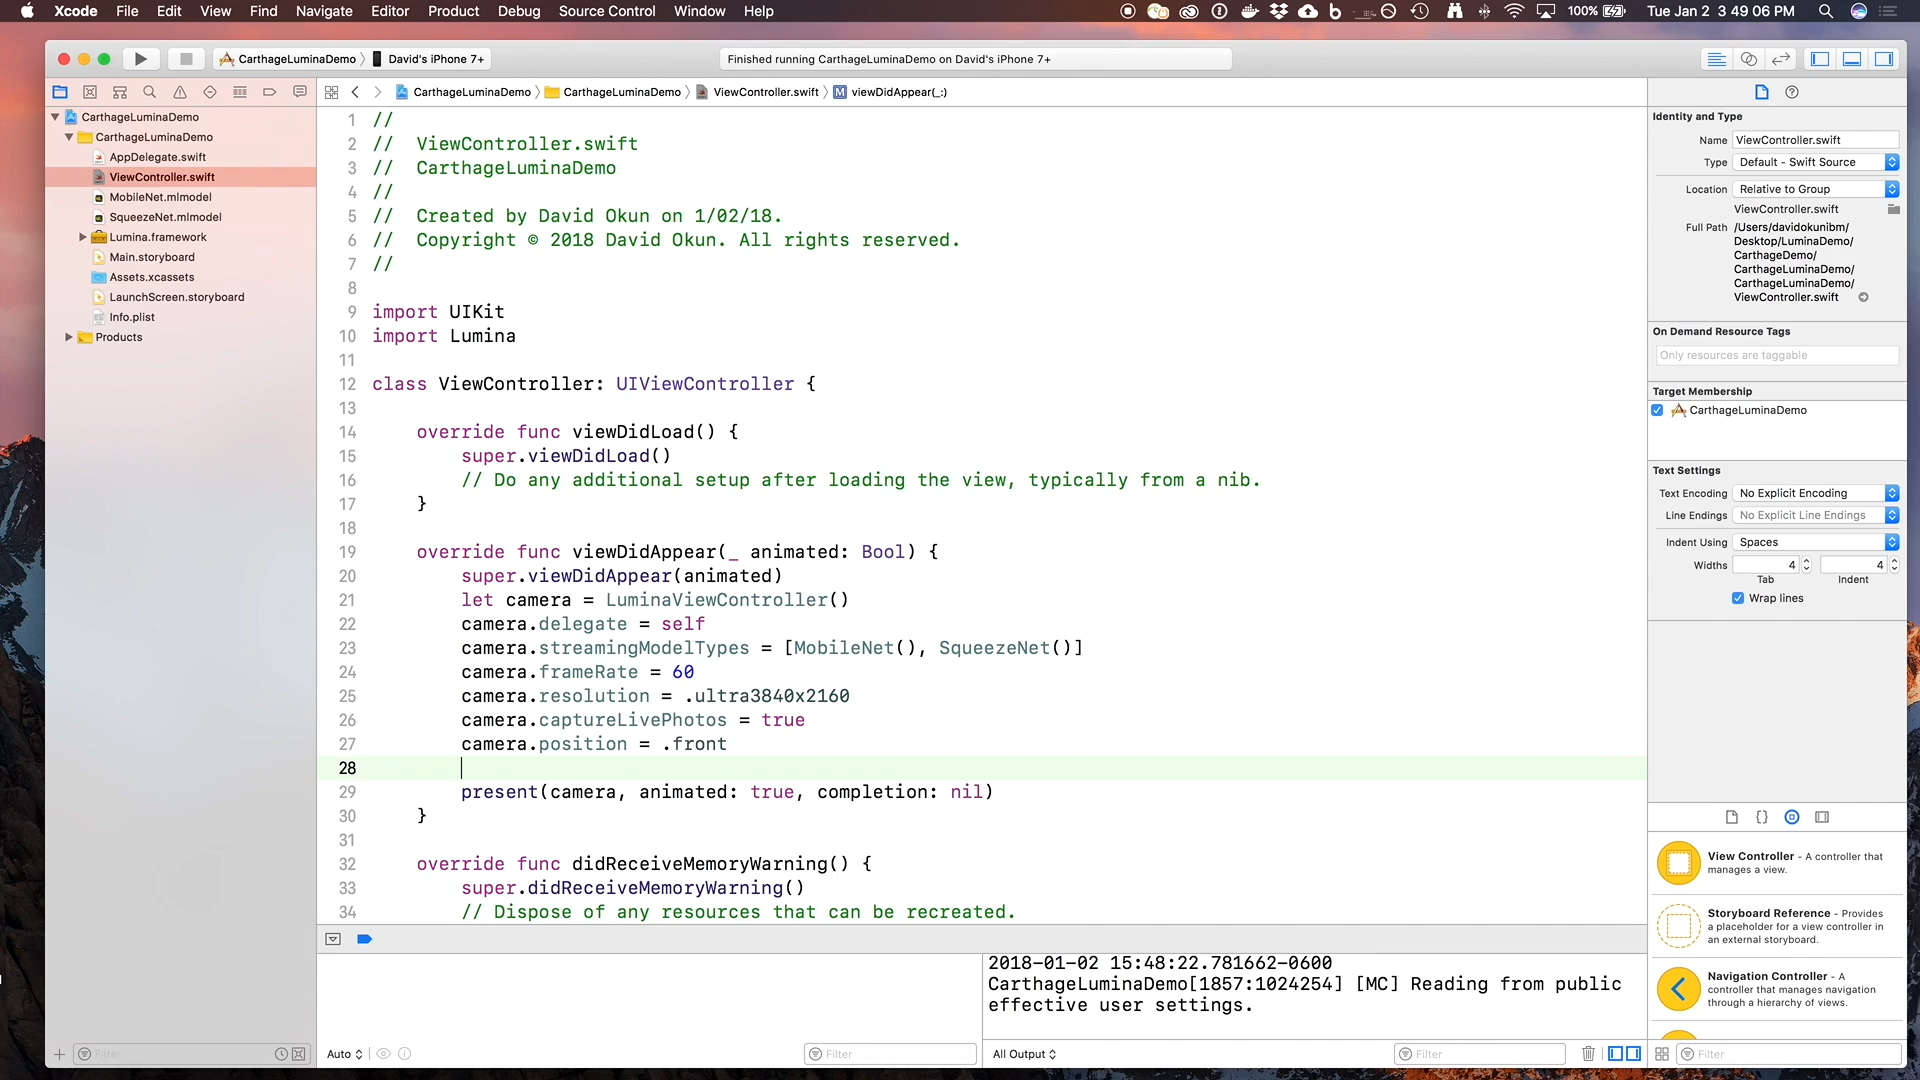 Xcode File Edit View Find Navigate Editor Product Debug Source Control Window Help 100% Tue Jan 2 3 49 06 PM
CarthageLuminaDemo David's iPhone 7+
Finished running CarthageLuminaDemo on David's iPhone 7+
CarthageLuminaDemo CarthageLuminaDemo ViewController.swift M viewDidAppear(_:)
CarthageLuminaDemo
CarthageLuminaDemo
AppDelegate.swift
ViewController.swift
MobileNet.mlmodel
SqueezeNet.mlmodel
Lumina.framework
Main.storyboard
Assets.xcassets
LaunchScreen.storyboard
Info.plist
Products
Filter
1 //
2 //  ViewController.swift
3 //  CarthageLuminaDemo
4 //
5 //  Created by David Okun on 1/02/18.
6 //  Copyright © 2018 David Okun. All rights reserved.
7 //
8
9 import UIKit
10 import Lumina
11
12 class ViewController: UIViewController {
13
14     override func viewDidLoad() {
15         super.viewDidLoad()
16         // Do any additional setup after loading the view, typically from a nib.
17     }
18
19     override func viewDidAppear(_ animated: Bool) {
20         super.viewDidAppear(animated)
21         let camera = LuminaViewController()
22         camera.delegate = self
23         camera.streamingModelTypes = [MobileNet(), SqueezeNet()]
24         camera.frameRate = 60
25         camera.resolution = .ultra3840x2160
26         camera.captureLivePhotos = true
27         camera.position = .front
28
29         present(camera, animated: true, completion: nil)
30     }
31
32     override func didReceiveMemoryWarning() {
33         super.didReceiveMemoryWarning()
34         // Dispose of any resources that can be recreated.
Auto
Filter
2018-01-02 15:48:22.781662-0600
CarthageLuminaDemo[1857:1024254] [MC] Reading from public
effective user settings.
All Output
Filter
Identity and Type
Name ViewController.swift
Type Default - Swift Source
Location Relative to Group
ViewController.swift
Full Path /Users/davidokunibm/
Desktop/LuminaDemo/
CarthageDemo/
CarthageLuminaDemo/
CarthageLuminaDemo/
ViewController.swift
On Demand Resource Tags
Only resources are taggable
Target Membership
CarthageLuminaDemo
Text Settings
Text Encoding No Explicit Encoding
Line Endings No Explicit Line Endings
Indent Using Spaces
Widths 4 4
Tab Indent
Wrap lines
{}
View Controller - A controller that
manages a view.
Storyboard Reference - Provides
a placeholder for a view controller in
an external storyboard.
Navigation Controller - A
controller that manages navigation
through a hierarchy of views.
Filter